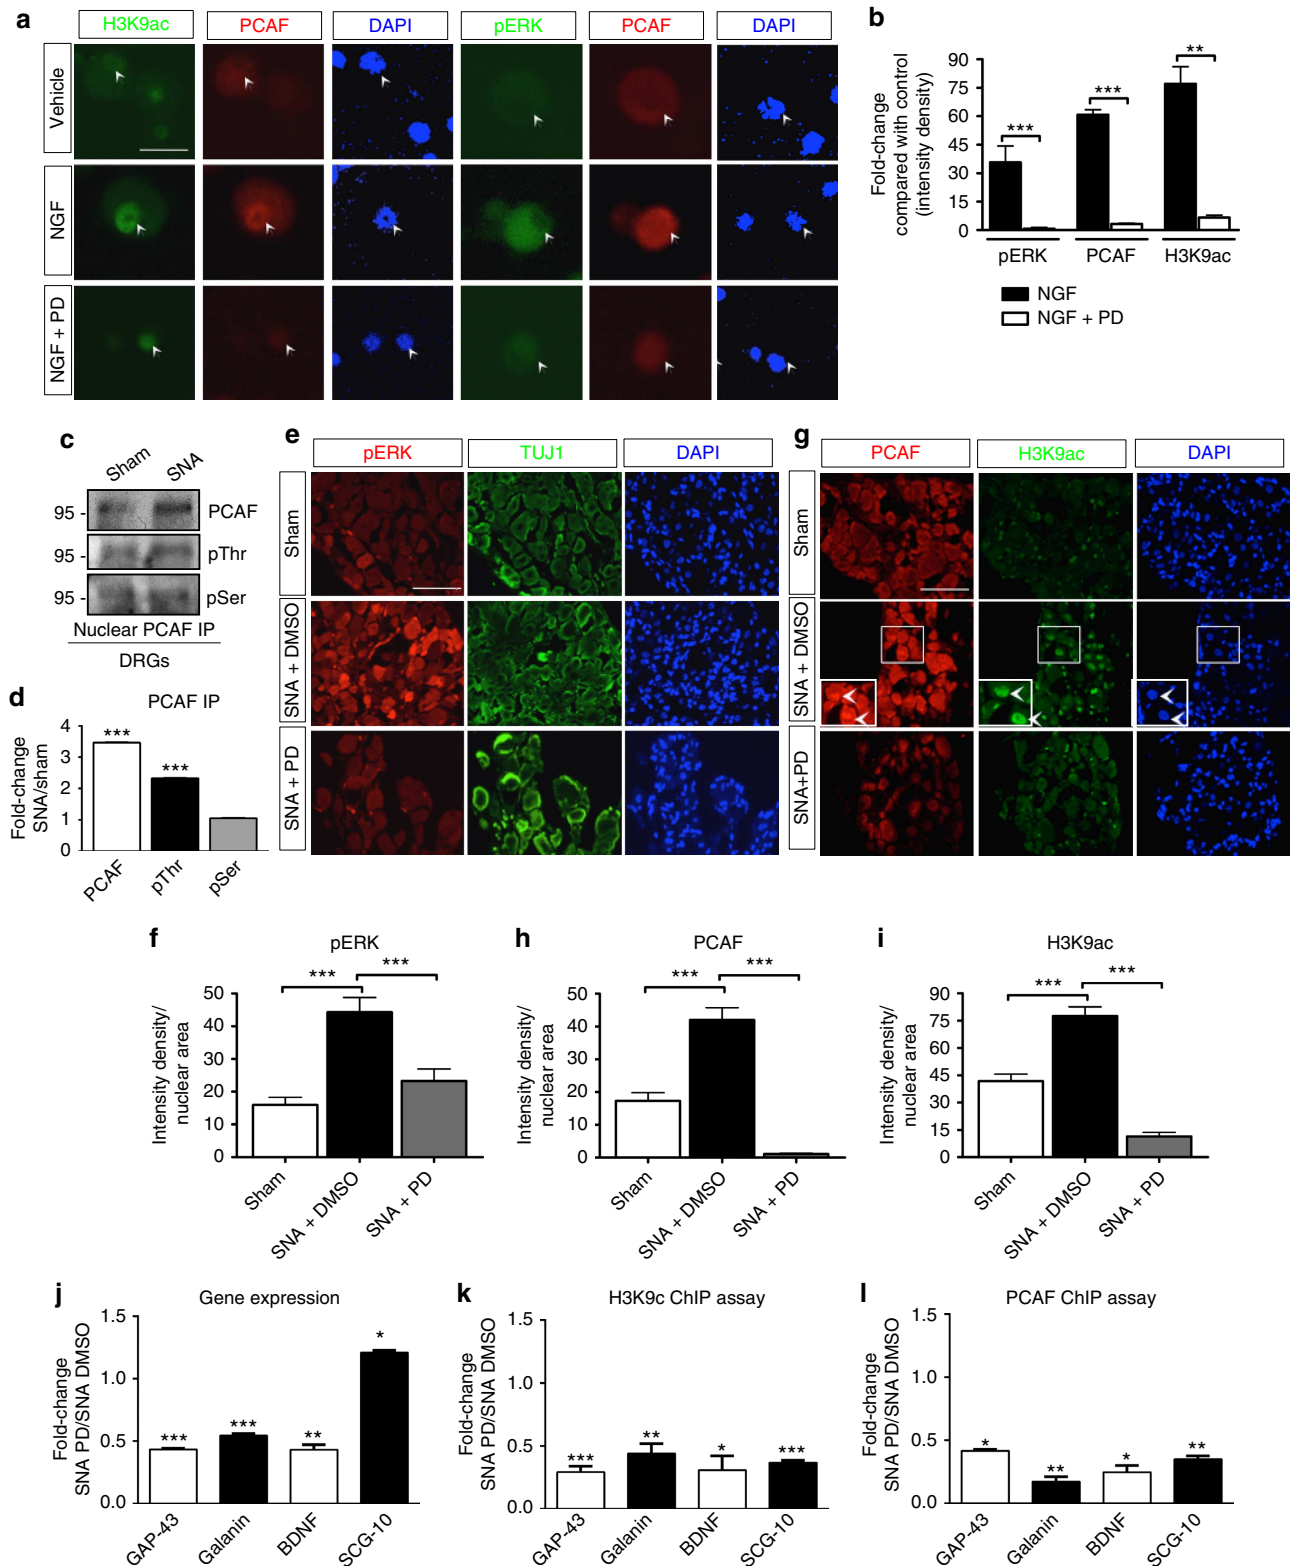 a
H3K9ac PCAF DAPI pERK PCAF DAPI
Vehicle
NGF
NGF + PD
b
Fold-change
compared with control
(intensity density)
90
75
60
45
30
15
0
*** *** **
pERK PCAF H3K9ac
NGF
NGF + PD
c
Sham SNA
95 - PCAF
95 - pThr
95 - pSer
Nuclear PCAF IP
DRGs
d
PCAF IP
Fold-change
SNA/sham
4
3
2
1
0
*** ***
PCAF pThr pSer
e
pERK TUJ1 DAPI
Sham
SNA + DMSO
SNA + PD
g
PCAF H3K9ac DAPI
Sham
SNA + DMSO
SNA+PD
f
pERK
Intensity density/
nuclear area
50
40
30
20
10
0
*** ***
Sham SNA + DMSO SNA + PD
h
PCAF
Intensity density/
nuclear area
50
40
30
20
10
0
*** ***
Sham SNA + DMSO SNA + PD
i
H3K9ac
Intensity density/
nuclear area
90
75
60
45
30
15
0
*** ***
Sham SNA + DMSO SNA + PD
j
Gene expression
Fold-change
SNA PD/SNA DMSO
1.5
1.0
0.5
0.0
*** *** ** *
GAP-43 Galanin BDNF SCG-10
k
H3K9c ChIP assay
Fold-change
SNA PD/SNA DMSO
1.5
1.0
0.5
0.0
*** ** * ***
GAP-43 Galanin BDNF SCG-10
l
PCAF ChIP assay
Fold-change
SNA PD/SNA DMSO
1.5
1.0
0.5
0.0
* ** * **
GAP-43 Galanin BDNF SCG-10